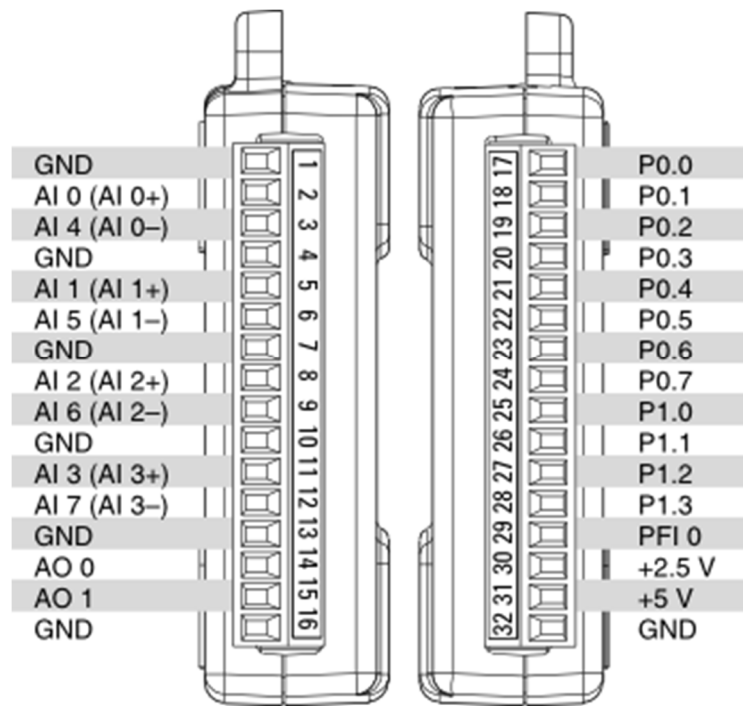 GND 1
AI 0 (AI 0+) 2
AI 4 (AI 0–) 3
GND 4
AI 1 (AI 1+) 5
AI 5 (AI 1–) 6
GND 7
AI 2 (AI 2+) 8
AI 6 (AI 2–) 9
GND 10
AI 3 (AI 3+) 11
AI 7 (AI 3–) 12
GND 13
AO 0 14
AO 1 15
GND 16
17 P0.0
18 P0.1
19 P0.2
20 P0.3
21 P0.4
22 P0.5
23 P0.6
24 P0.7
25 P1.0
26 P1.1
27 P1.2
28 P1.3
29 PFI 0
30 +2.5 V
31 +5 V
32 GND